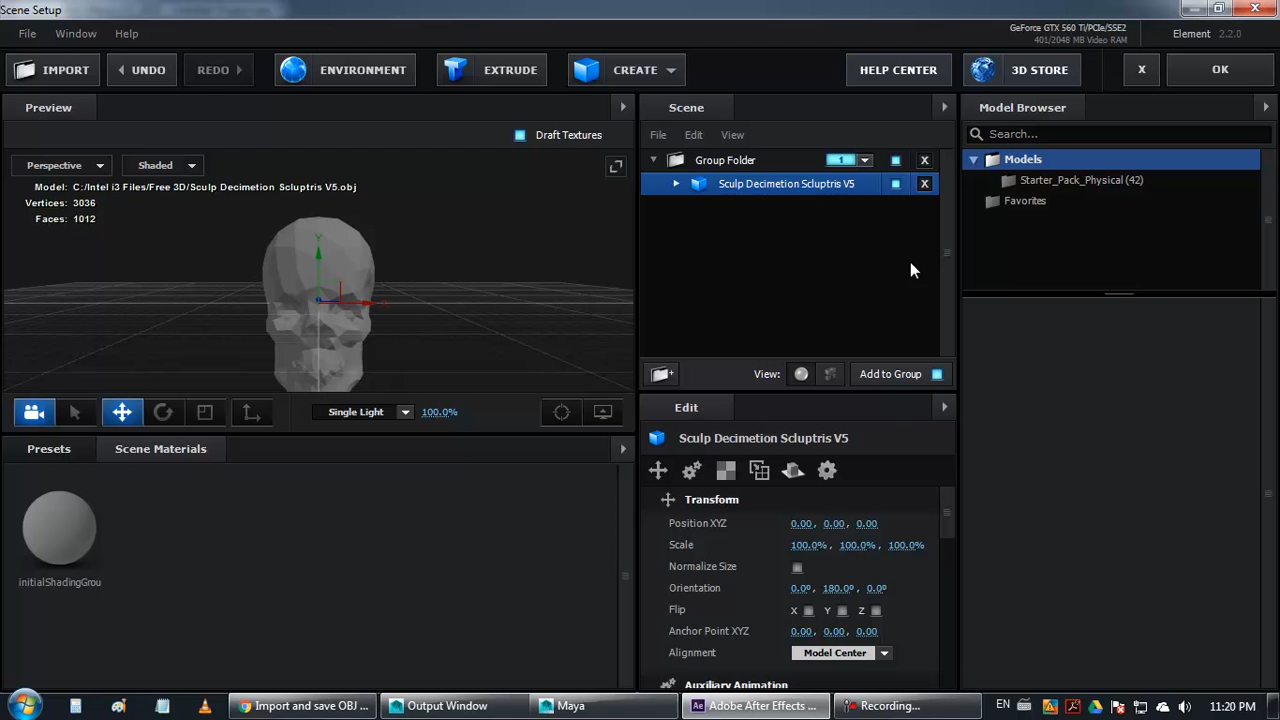 Scene Setup
File Window Help
GeForce GTX 560 Ti/PCIe/SSE2
401/2048 MB Video RAM
Element 2.2.0
IMPORT UNDO REDO ENVIRONMENT EXTRUDE CREATE HELP CENTER 3D STORE X OK
Preview
Draft Textures
Perspective Shaded
Model: C:/Intel i3 Files/Free 3D/Sculp Decimetion Scluptris V5.obj
Vertices: 3036
Faces: 1012
Y
X
Single Light 100.0%
Presets Scene Materials
initialShadingGrou
Scene
File Edit View
Group Folder 1 X
Sculp Decimetion Scluptris V5 X
View: Add to Group
Edit
Sculp Decimetion Scluptris V5
Transform
Position XYZ 0.00, 0.00, 0.00
Scale 100.0%, 100.0%, 100.0%
Normalize Size
Orientation 0.0º, 180.0º, 0.0º
Flip X Y Z
Anchor Point XYZ 0.00, 0.00, 0.00
Alignment Model Center
Auxiliary Animation
Model Browser
Search...
Models
Starter_Pack_Physical (42)
Favorites
Import and save OBJ ... Output Window Maya Ae Adobe After Effects ... Recording... EN 11:20 PM